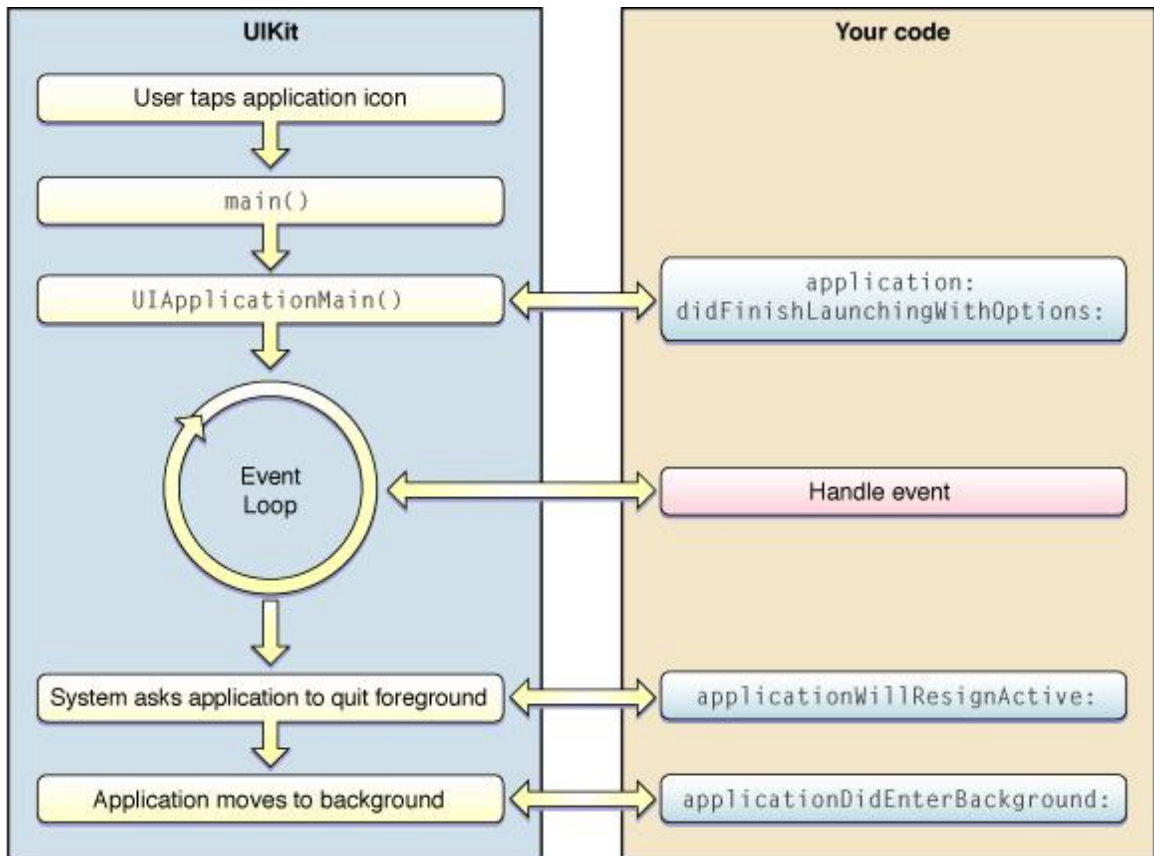 UIKit
Your code
User taps application icon
main()
UIApplicationMain()
application:
didFinishLaunchingWithOptions:
Event
Loop
Handle event
System asks application to quit foreground
applicationWillResignActive:
Application moves to background
applicationDidEnterBackground: